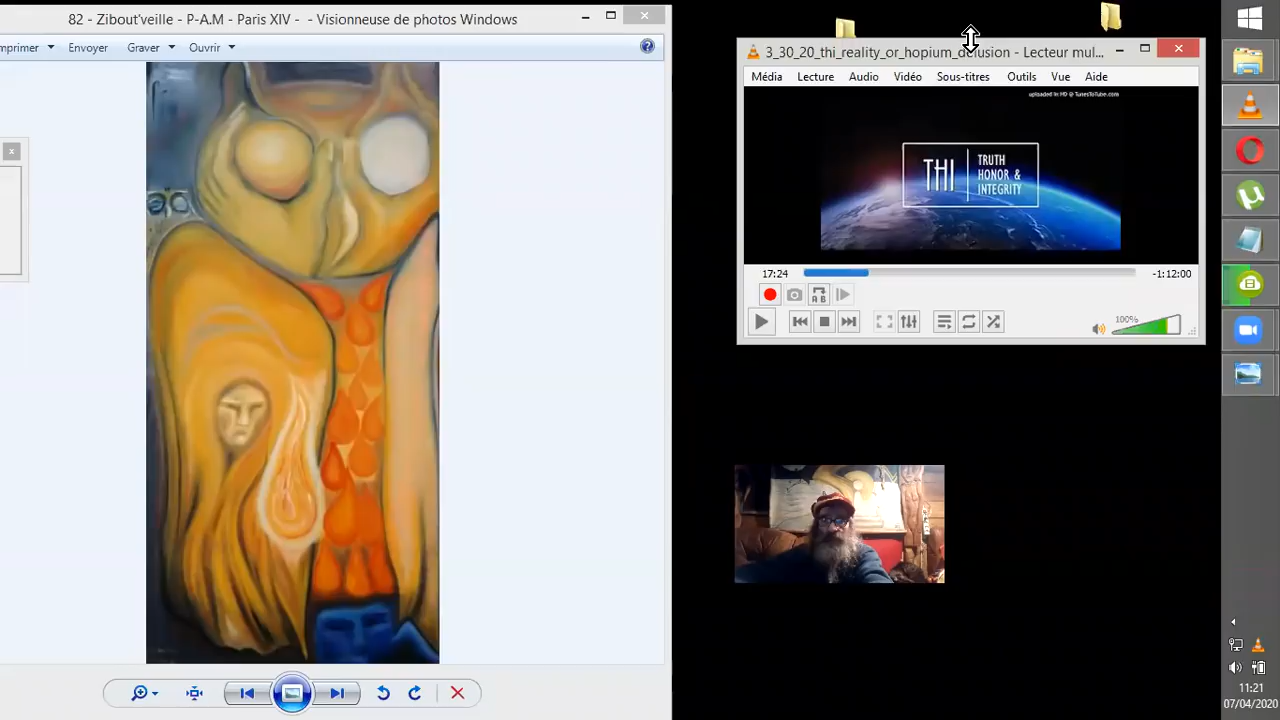 82 - Zibout'veille - P-A-M - Paris XIV -  - Visionneuse de photos Windows
mprimer Envoyer Graver Ouvrir
3_30_20_thi_reality_or_hopium_delusion - Lecteur mul...
Média Lecture Audio Vidéo Sous-titres Outils Vue Aide
uploaded in HD @ TunesToTube.com
THI
TRUTH
HONOR &
INTEGRITY
17:24
-1:12:00
100%
11:21
07/04/2020